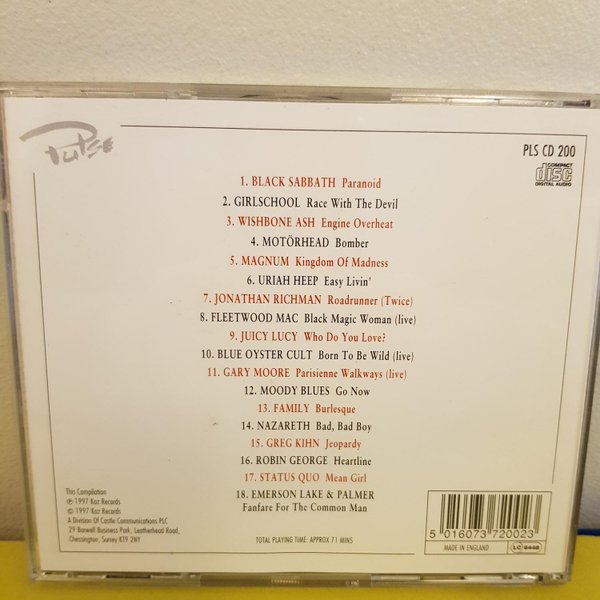 Pulse
PLS CD 200
COMPACT
disc
DIGITAL AUDIO
1. BLACK SABBATH Paranoid
2. GIRLSCHOOL Race With The Devil
3. WISHBONE ASH Engine Overheat
4. MOTÖRHEAD Bomber
5. MAGNUM Kingdom Of Madness
6. URIAH HEEP Easy Livin'
7. JONATHAN RICHMAN Roadrunner (Twice)
8. FLEETWOOD MAC Black Magic Woman (live)
9. JUICY LUCY Who Do You Love?
10. BLUE OYSTER CULT Born To Be Wild (live)
11. GARY MOORE Parisienne Walkways (live)
12. MOODY BLUES Go Now
13. FAMILY Burlesque
14. NAZARETH Bad, Bad Boy
15. GREG KIHN Jeopardy
16. ROBIN GEORGE Heartline
17. STATUS QUO Mean Girl
18. EMERSON LAKE & PALMER
Fanfare For The Common Man
This Compilation
℗ 1997 Kaz Records
© 1997 Kaz Records
A Division Of Castle Communications PLC
29 Barwell Business Park, Leatherhead Road,
Chessington, Surrey KT9 2NY
TOTAL PLAYING TIME: APPROX 71 MINS
5 016073 720023
MADE IN ENGLAND
LC